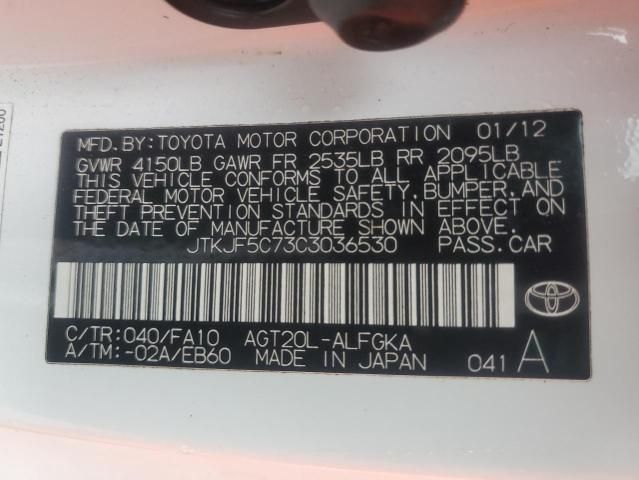 MFD.BY:TOYOTA MOTOR CORPORATION 01/12
GVWR 4150LB GAWR FR 2535LB RR 2095LB
THIS VEHICLE CONFORMS TO ALL APPLICABLE
FEDERAL MOTOR VEHICLE SAFETY,BUMPER,AND
THEFT PREVENTION STANDARDS IN EFFECT ON
THE DATE OF MANUFACTURE SHOWN ABOVE.
JTKJF5C73C3036530 PASS.CAR
C/TR:040/FA10 AGT20L-ALFGKA
A/TM:-02A/EB60 MADE IN JAPAN 041 A